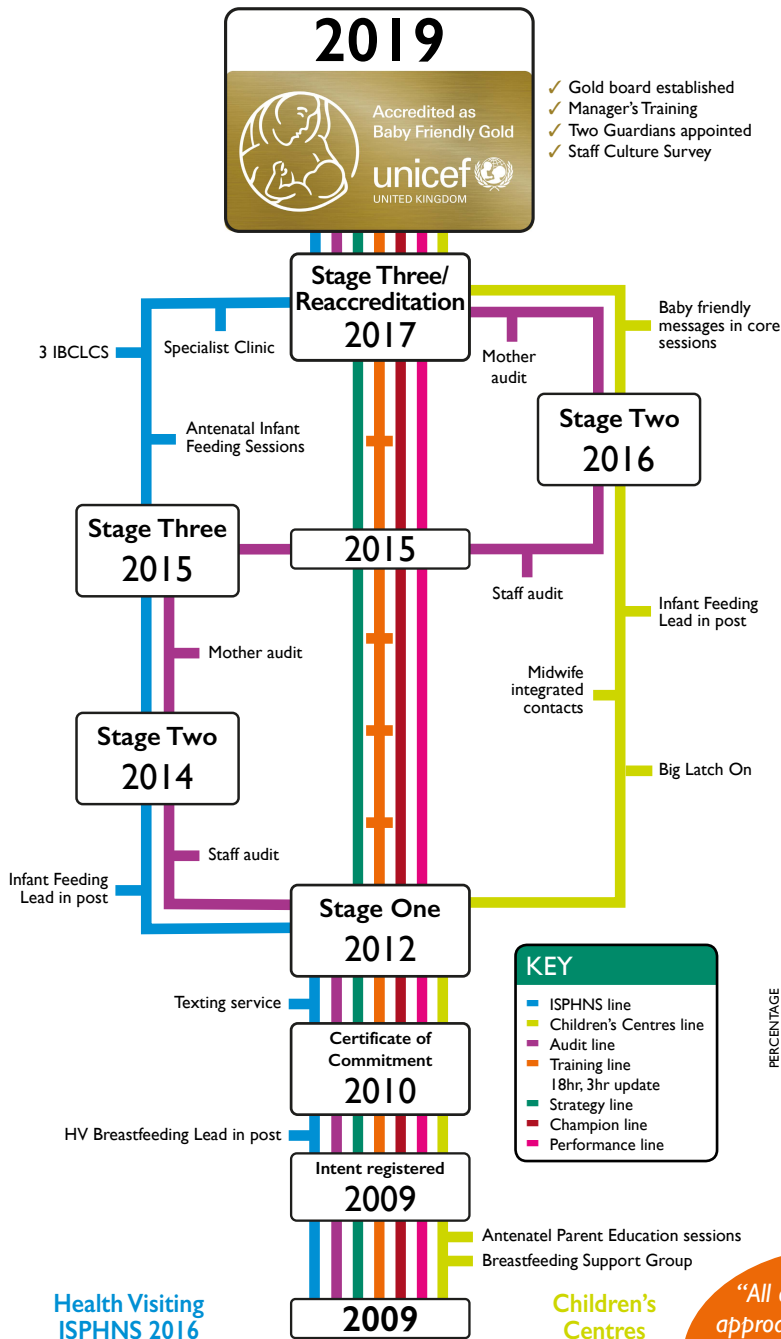 2019
Accredited as
Baby Friendly Gold
unicef
UNITED KINGDOM
✓ Gold board established
✓ Manager's Training
✓ Two Guardians appointed
✓ Staff Culture Survey
Stage Three/
Reaccreditation
2017
3 IBCLCS
Specialist Clinic
Mother
audit
Baby friendly
messages in core
sessions
Antenatal Infant
Feeding Sessions
Stage Two
2016
Stage Three
2015
2015
Staff audit
Infant Feeding
Lead in post
Mother audit
Midwife
integrated
contacts
Stage Two
2014
Big Latch On
Staff audit
Infant Feeding
Lead in post
Stage One
2012
Texting service
Certificate of
Commitment
2010
HV Breastfeeding Lead in post
Intent registered
2009
KEY
ISPHNS line
Children's Centres line
Audit line
Training line
18hr, 3hr update
Strategy line
Champion line
Performance line
PERCENTAGE
Antenatel Parent Education sessions
Breastfeeding Support Group
Health Visiting
ISPHNS 2016
2009
Children's
Centres
"All
approa